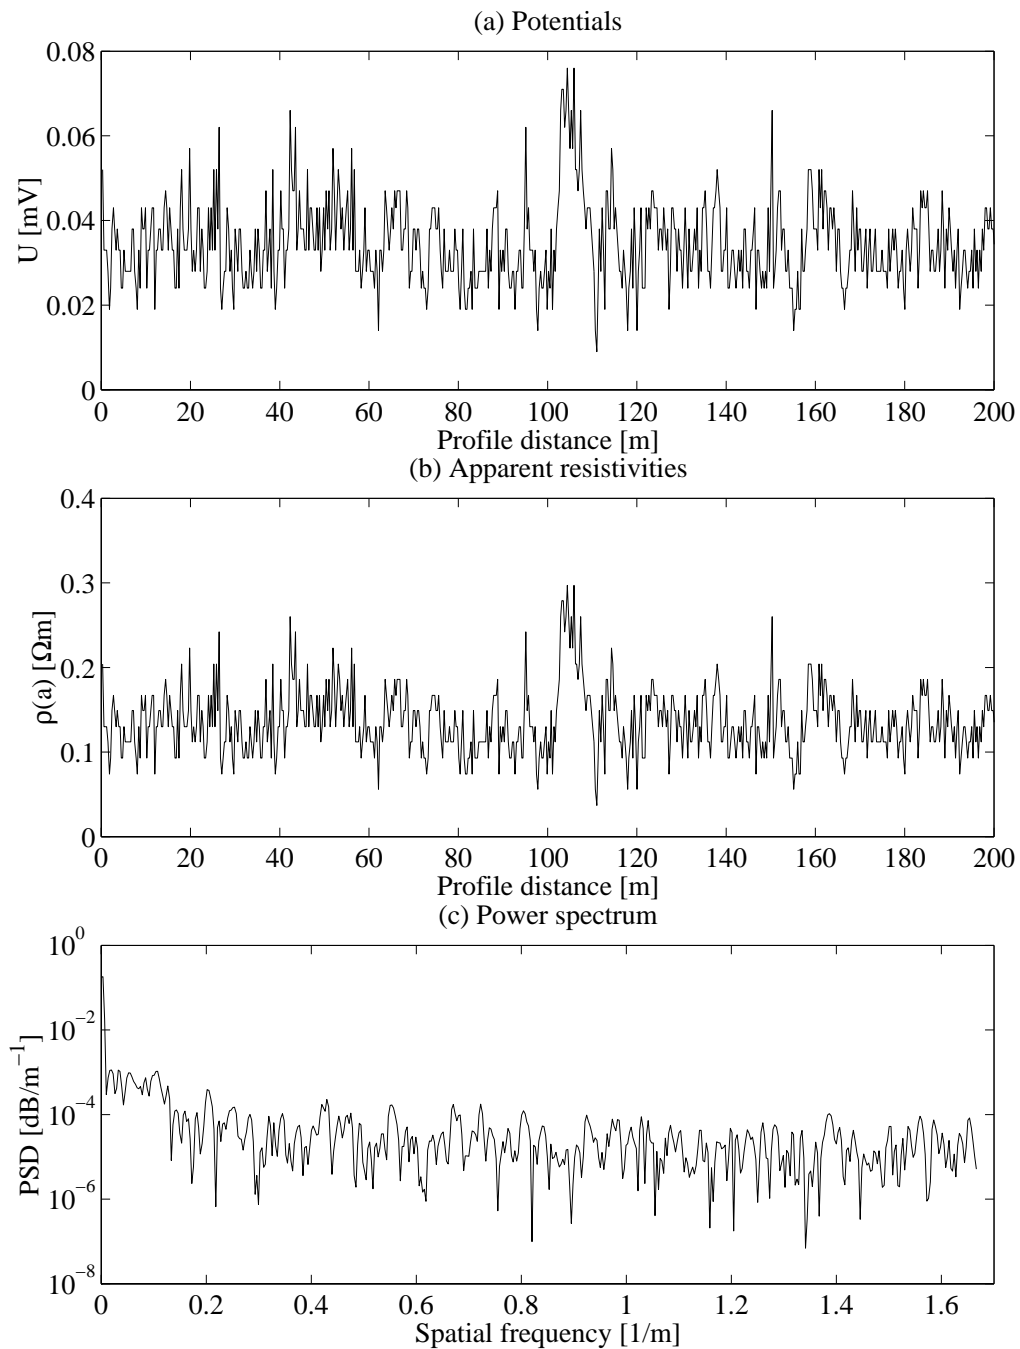 (a) Potentials
0.08
0.06
0.04
0.02
0
U [mV]
0 20 40 60 80 100 120 140 160 180 200
Profile distance [m]
(b) Apparent resistivities
0.4
0.3
0.2
0.1
0
ρ(a) [Ωm]
0 20 40 60 80 100 120 140 160 180 200
Profile distance [m]
(c) Power spectrum
10⁰
10⁻²
10⁻⁴
10⁻⁶
10⁻⁸
PSD [dB/m⁻¹]
0 0.2 0.4 0.6 0.8 1 1.2 1.4 1.6
Spatial frequency [1/m]